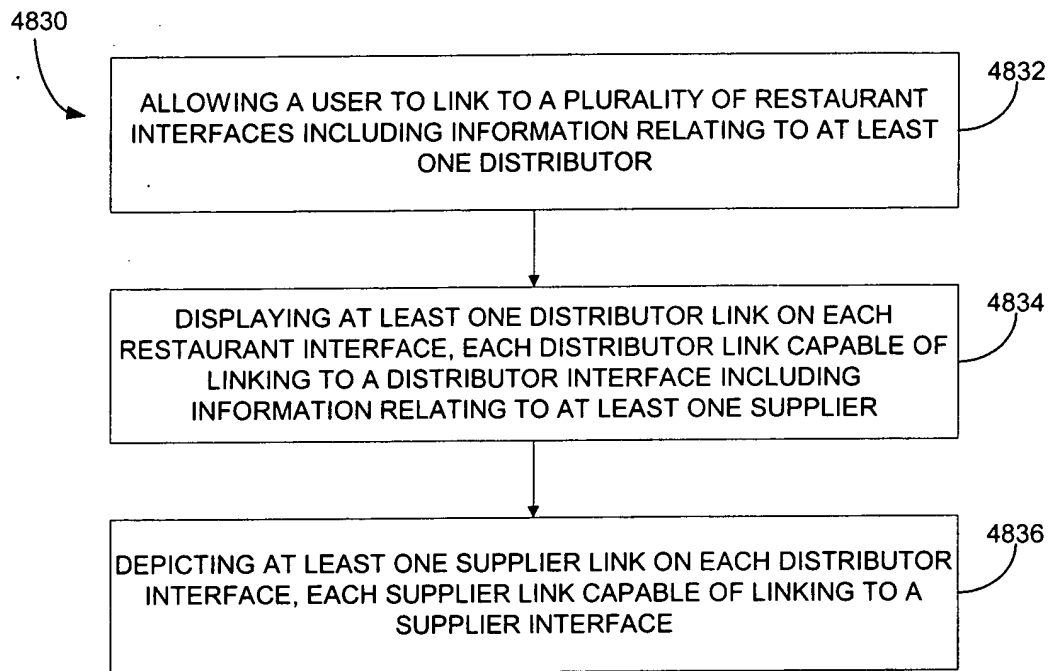 4830
4832
ALLOWING A USER TO LINK TO A PLURALITY OF RESTAURANT
INTERFACES INCLUDING INFORMATION RELATING TO AT LEAST
ONE DISTRIBUTOR
4834
DISPLAYING AT LEAST ONE DISTRIBUTOR LINK ON EACH
RESTAURANT INTERFACE, EACH DISTRIBUTOR LINK CAPABLE OF
LINKING TO A DISTRIBUTOR INTERFACE INCLUDING
INFORMATION RELATING TO AT LEAST ONE SUPPLIER
4836
DEPICTING AT LEAST ONE SUPPLIER LINK ON EACH DISTRIBUTOR
INTERFACE, EACH SUPPLIER LINK CAPABLE OF LINKING TO A
SUPPLIER INTERFACE